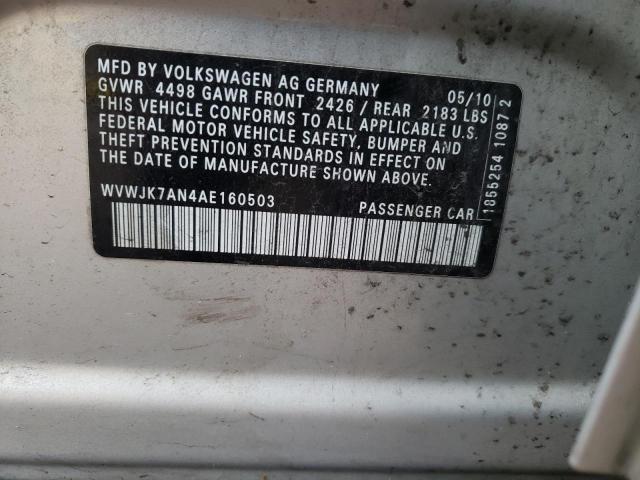 MFD BY VOLKSWAGEN AG GERMANY 05/10
GVWR 4498 GAWR FRONT 2426 / REAR 2183 LBS
THIS VEHICLE CONFORMS TO ALL APPLICABLE U.S.
FEDERAL MOTOR VEHICLE SAFETY, BUMPER AND
THEFT PREVENTION STANDARDS IN EFFECT ON
THE DATE OF MANUFACTURE SHOWN ABOVE.
WVWJK7AN4AE160503 PASSENGER CAR
1855254 1087 2